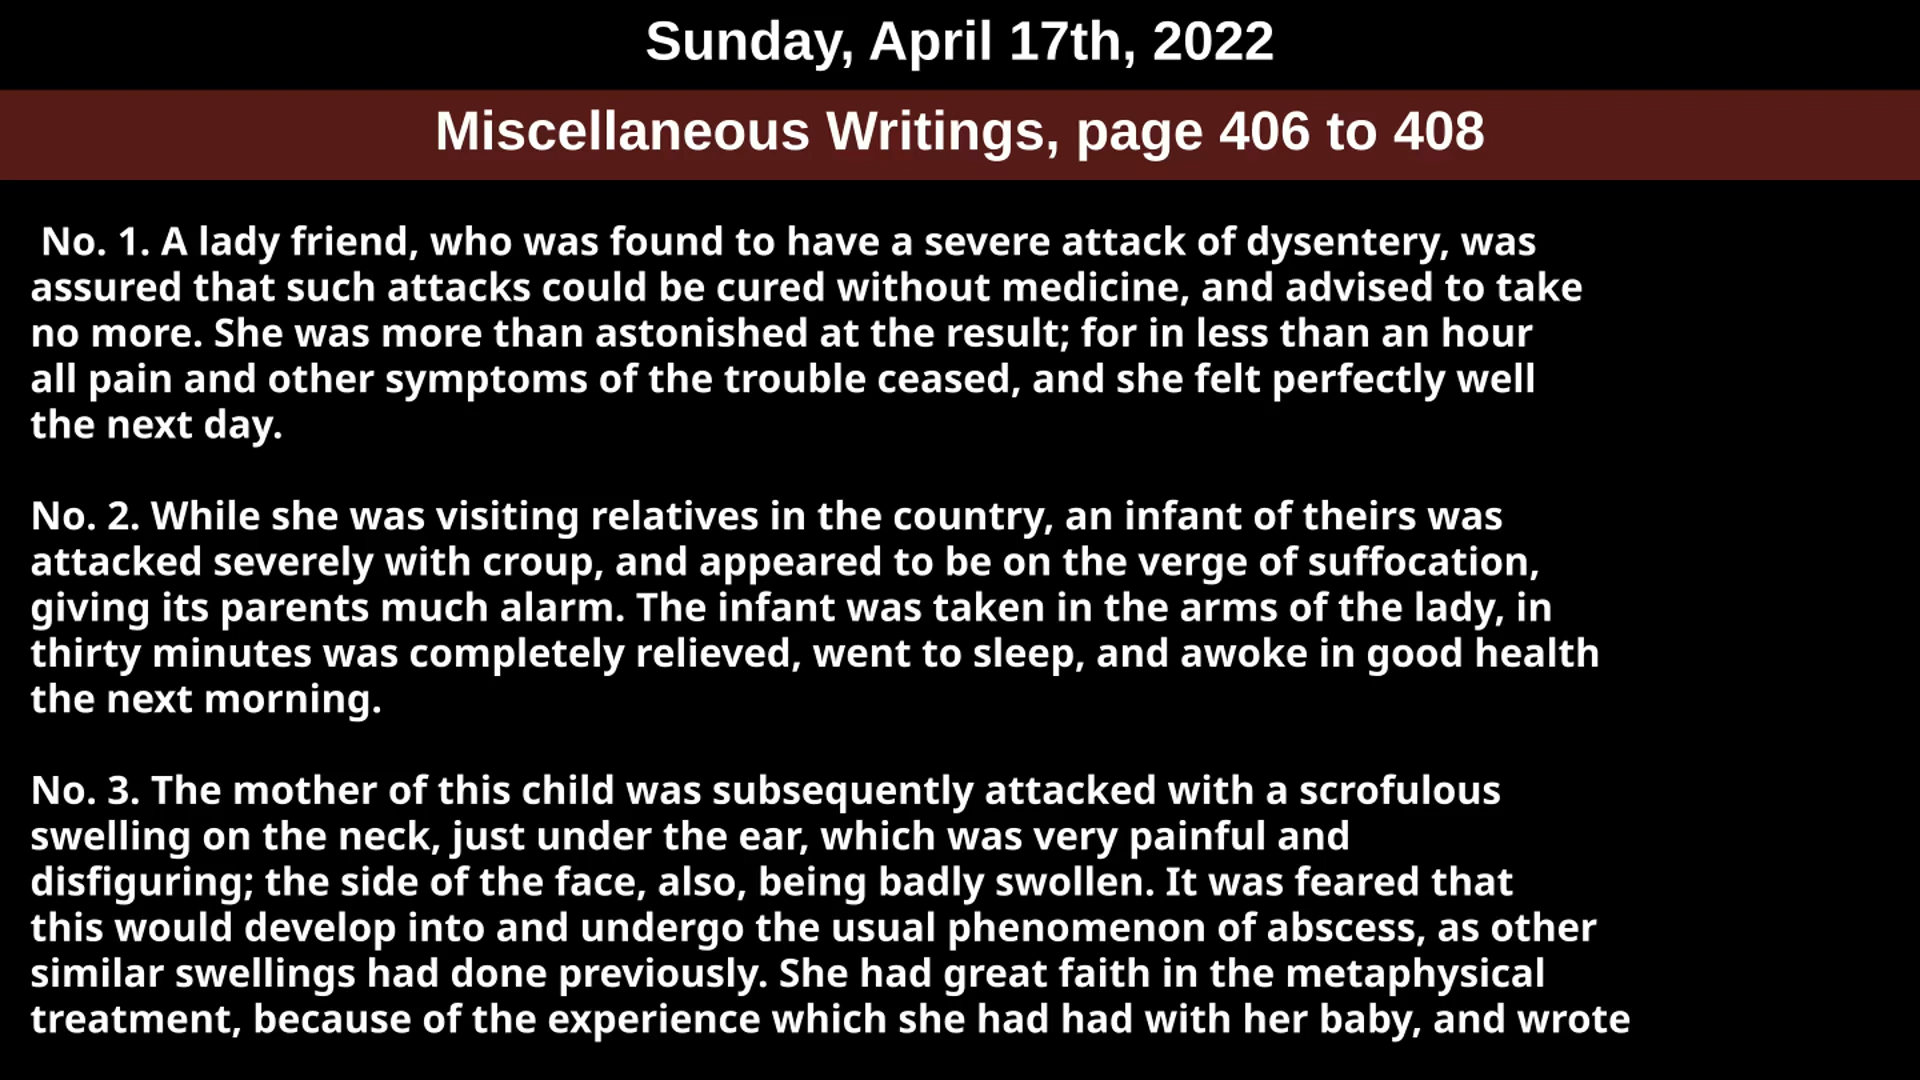 Sunday, April 17th, 2022
Miscellaneous Writings, page 406 to 408
No. 1. A lady friend, who was found to have a severe attack of dysentery, was
assured that such attacks could be cured without medicine, and advised to take
no more. She was more than astonished at the result; for in less than an hour
all pain and other symptoms of the trouble ceased, and she felt perfectly well
the next day.
No. 2. While she was visiting relatives in the country, an infant of theirs was
attacked severely with croup, and appeared to be on the verge of suffocation,
giving its parents much alarm. The infant was taken in the arms of the lady, in
thirty minutes was completely relieved, went to sleep, and awoke in good health
the next morning.
No. 3. The mother of this child was subsequently attacked with a scrofulous
swelling on the neck, just under the ear, which was very painful and
disfiguring; the side of the face, also, being badly swollen. It was feared that
this would develop into and undergo the usual phenomenon of abscess, as other
similar swellings had done previously. She had great faith in the metaphysical
treatment, because of the experience which she had had with her baby, and wrote